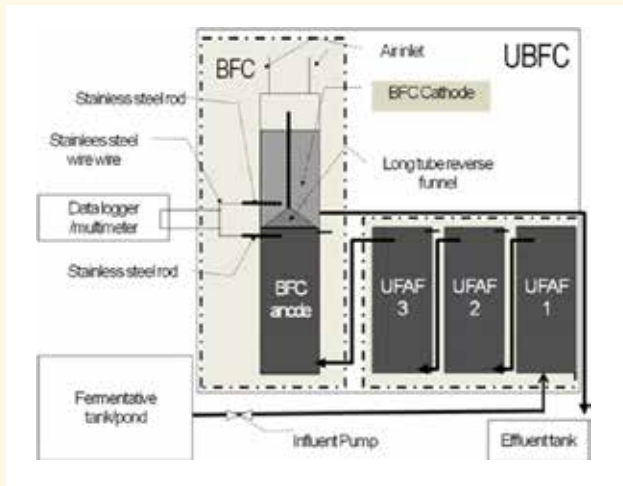 BFC
Air inlet
UBFC
Stainless steel rod
BFC Cathode
Stainlees steel
wire wire
Long tube reverse
funnel
Data logger
/multimeter
Stainless steel rod
BFC
anode
UFAF
3
UFAF
2
UFAF
1
Fermentative
tank/pond
Influent Pump
Effluent tank